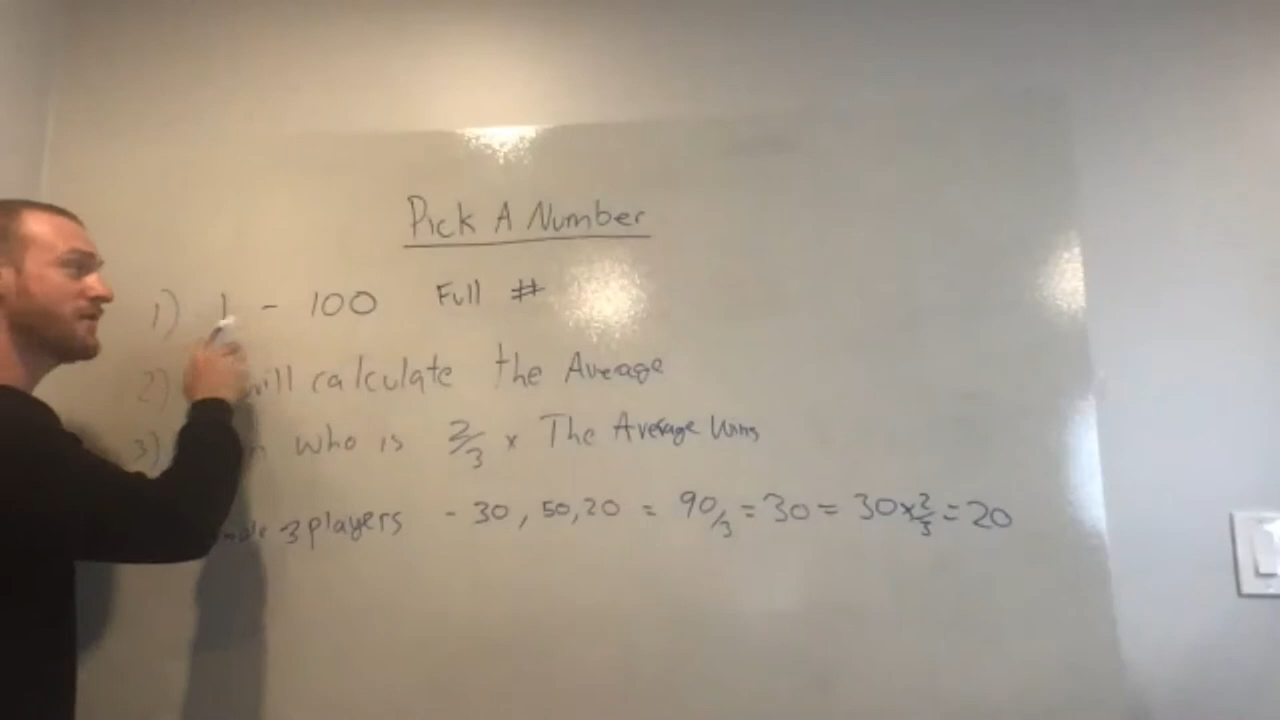 Pick A Number
1) 1 - 100 Full #
2) will calculate the Average
3) who is 2/3 x The Average Wins
3 players - 30, 50, 20 = 90/3 = 30 = 30x2/3 = 20